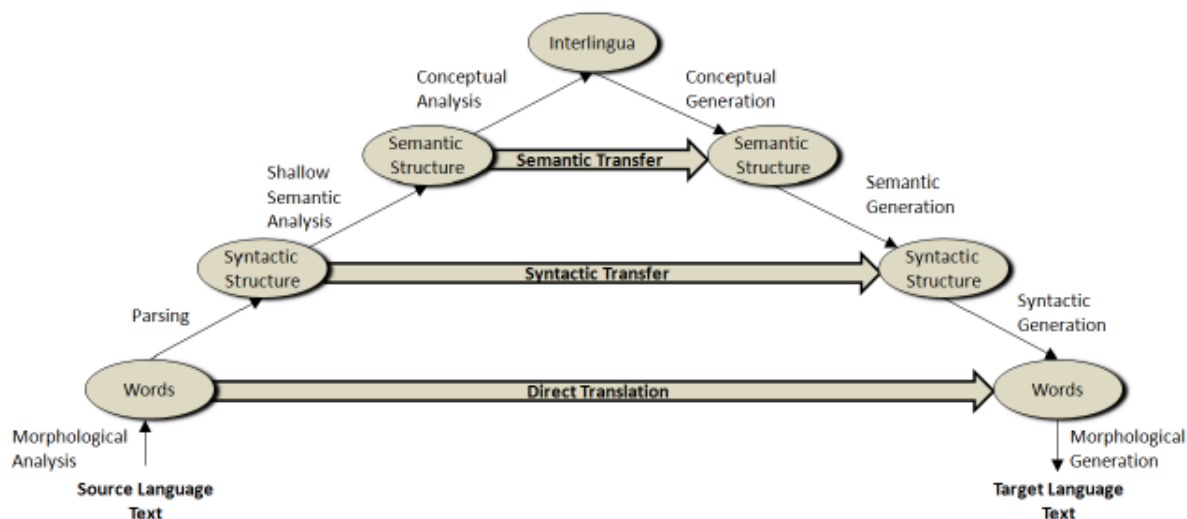 Interlingua
Conceptual
Analysis
Conceptual
Generation
Semantic
Structure
Semantic Transfer
Semantic
Structure
Shallow
Semantic
Analysis
Semantic
Generation
Syntactic
Structure
Syntactic Transfer
Syntactic
Structure
Parsing
Syntactic
Generation
Words
Direct Translation
Words
Morphological
Analysis
Morphological
Generation
Source Language
Text
Target Language
Text